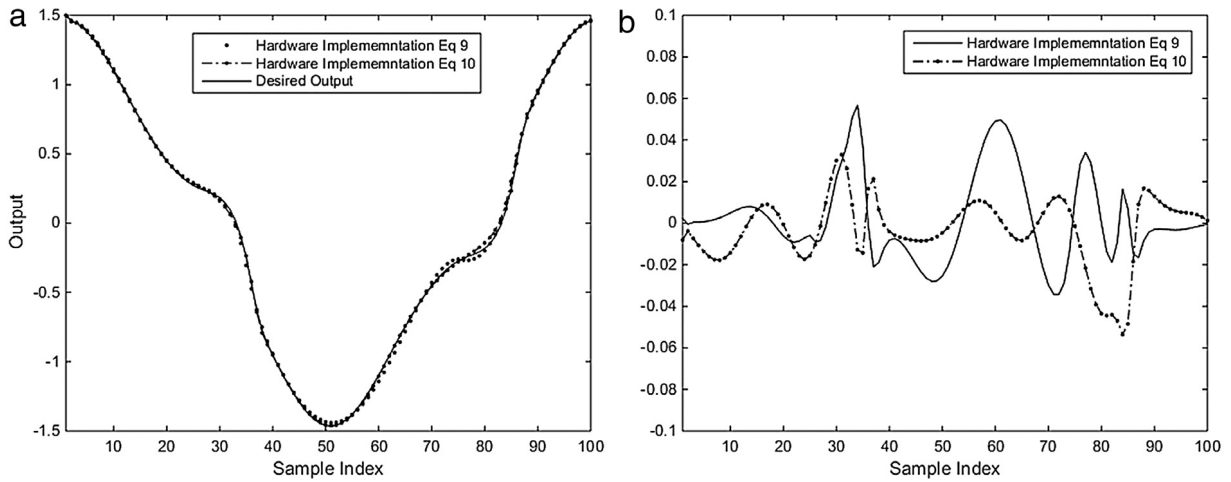 a
1.5
1
0.5
0
-0.5
-1
-1.5
Output
10 20 30 40 50 60 70 80 90 100
Sample Index
Hardware Implememntation Eq 9
Hardware Implememntation Eq 10
Desired Output
b
0.1
0.08
0.06
0.04
0.02
0
-0.02
-0.04
-0.06
-0.08
-0.1
10 20 30 40 50 60 70 80 90 100
Sample Index
Hardware Implememntation Eq 9
Hardware Implememntation Eq 10